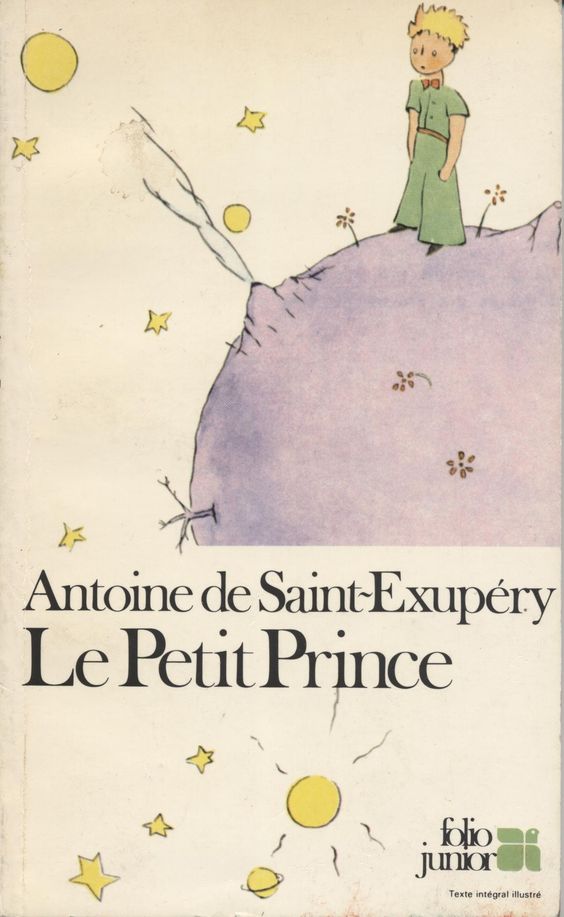 Antoine de Saint-Exupéry
Le Petit Prince
folio
junior
Texte intégral illustré